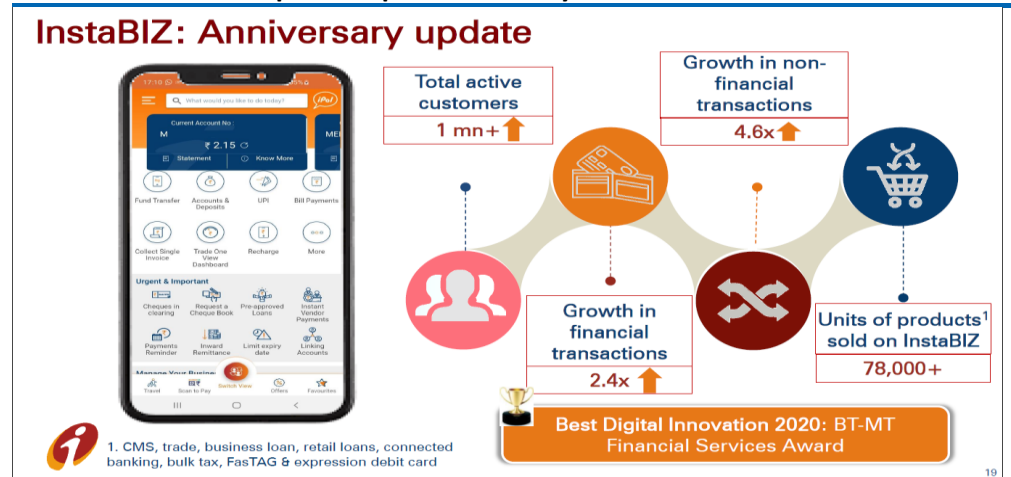 InstaBIZ: Anniversary update
17:18
What would you like to do today?
iPal
Current Account No :
M
₹ 2.15
Statement
Know More
Fund Transfer
Accounts &
Deposits
UPI
Bill Payments
Collect Single
Invoice
Trade One
View
Dashboard
Recharge
More
Urgent & Important
Cheques in
clearing
Request a
Cheque Book
Pre-approved
Loans
Instant
Vendor
Payments
Payments
Reminder
Inward
Remittance
Limit expiry
date
Linking
Accounts
Travel
Scan to Pay
Switch View
Offers
Favourites
Total active
customers
1 mn+
Growth in non-
financial
transactions
4.6x
Growth in
financial
transactions
2.4x
Units of products1
sold on InstaBIZ
78,000+
Best Digital Innovation 2020: BT-MT
Financial Services Award
1. CMS, trade, business loan, retail loans, connected
banking, bulk tax, FasTAG & expression debit card
19